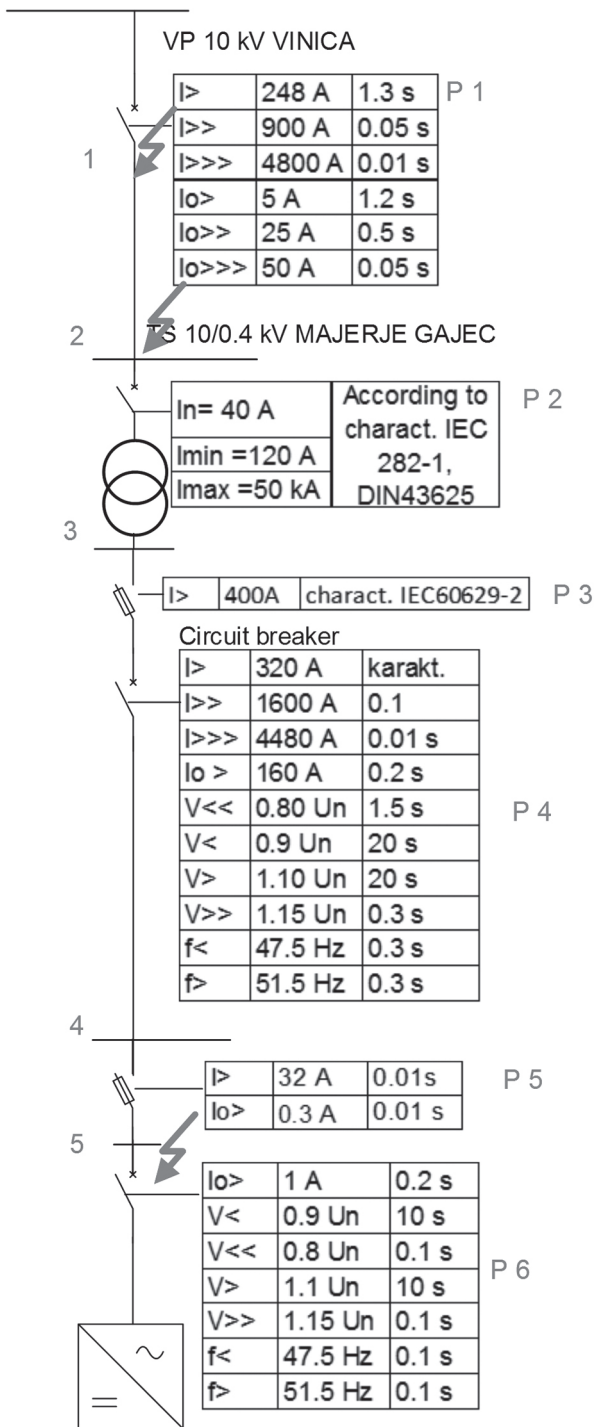 VP 10 kV VINICA
I> 248 A 1.3 s P 1
I>> 900 A 0.05 s
1
I>>> 4800 A 0.01 s
Io> 5 A 1.2 s
Io>> 25 A 0.5 s
Io>>> 50 A 0.05 s
2 TS 10/0.4 kV MAJERJE GAJEC
In= 40 A
Imin =120 A
Imax =50 kA
According to
charact. IEC
282-1,
DIN43625
P 2
3
I> 400A charact. IEC60629-2 P 3
Circuit breaker
I> 320 A karakt.
I>> 1600 A 0.1
I>>> 4480 A 0.01 s
Io > 160 A 0.2 s
V<< 0.80 Un 1.5 s
P 4
V< 0.9 Un 20 s
V> 1.10 Un 20 s
V>> 1.15 Un 0.3 s
f< 47.5 Hz 0.3 s
f> 51.5 Hz 0.3 s
4
I> 32 A 0.01s P 5
Io> 0.3 A 0.01 s
5
Io> 1 A 0.2 s
V< 0.9 Un 10 s
V<< 0.8 Un 0.1 s
P 6
V> 1.1 Un 10 s
V>> 1.15 Un 0.1 s
f< 47.5 Hz 0.1 s
f> 51.5 Hz 0.1 s